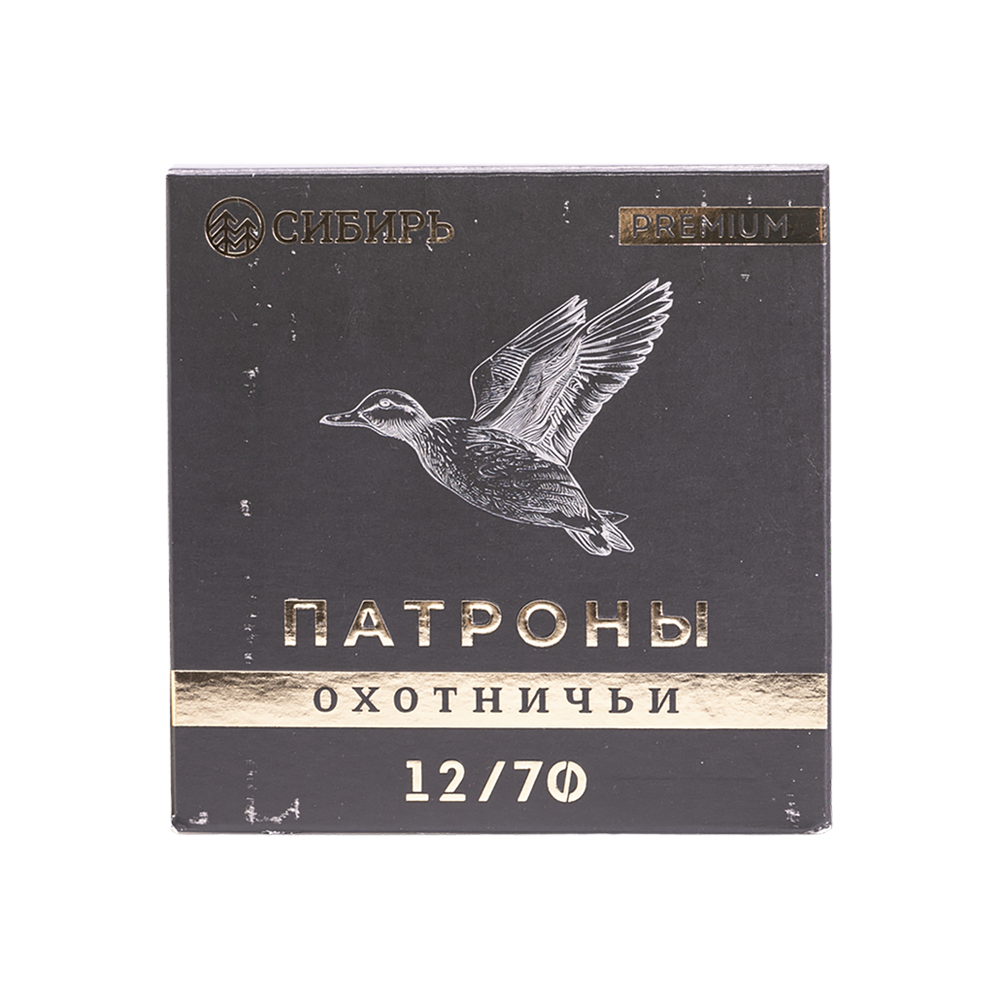 СИБИРЬ
PREMIUM
ПАТРОНЫ
ОХОТНИЧЬИ
12/70